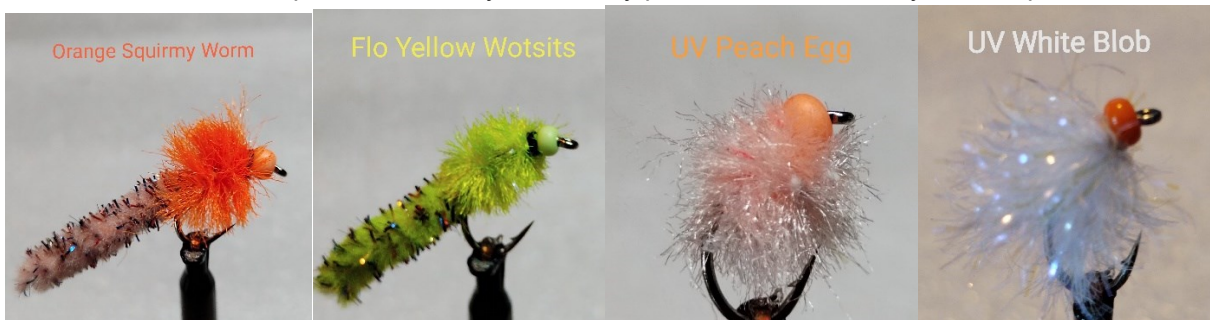 Orange Squirmy Worm
Flo Yellow Wotsits
UV Peach Egg
UV White Blob